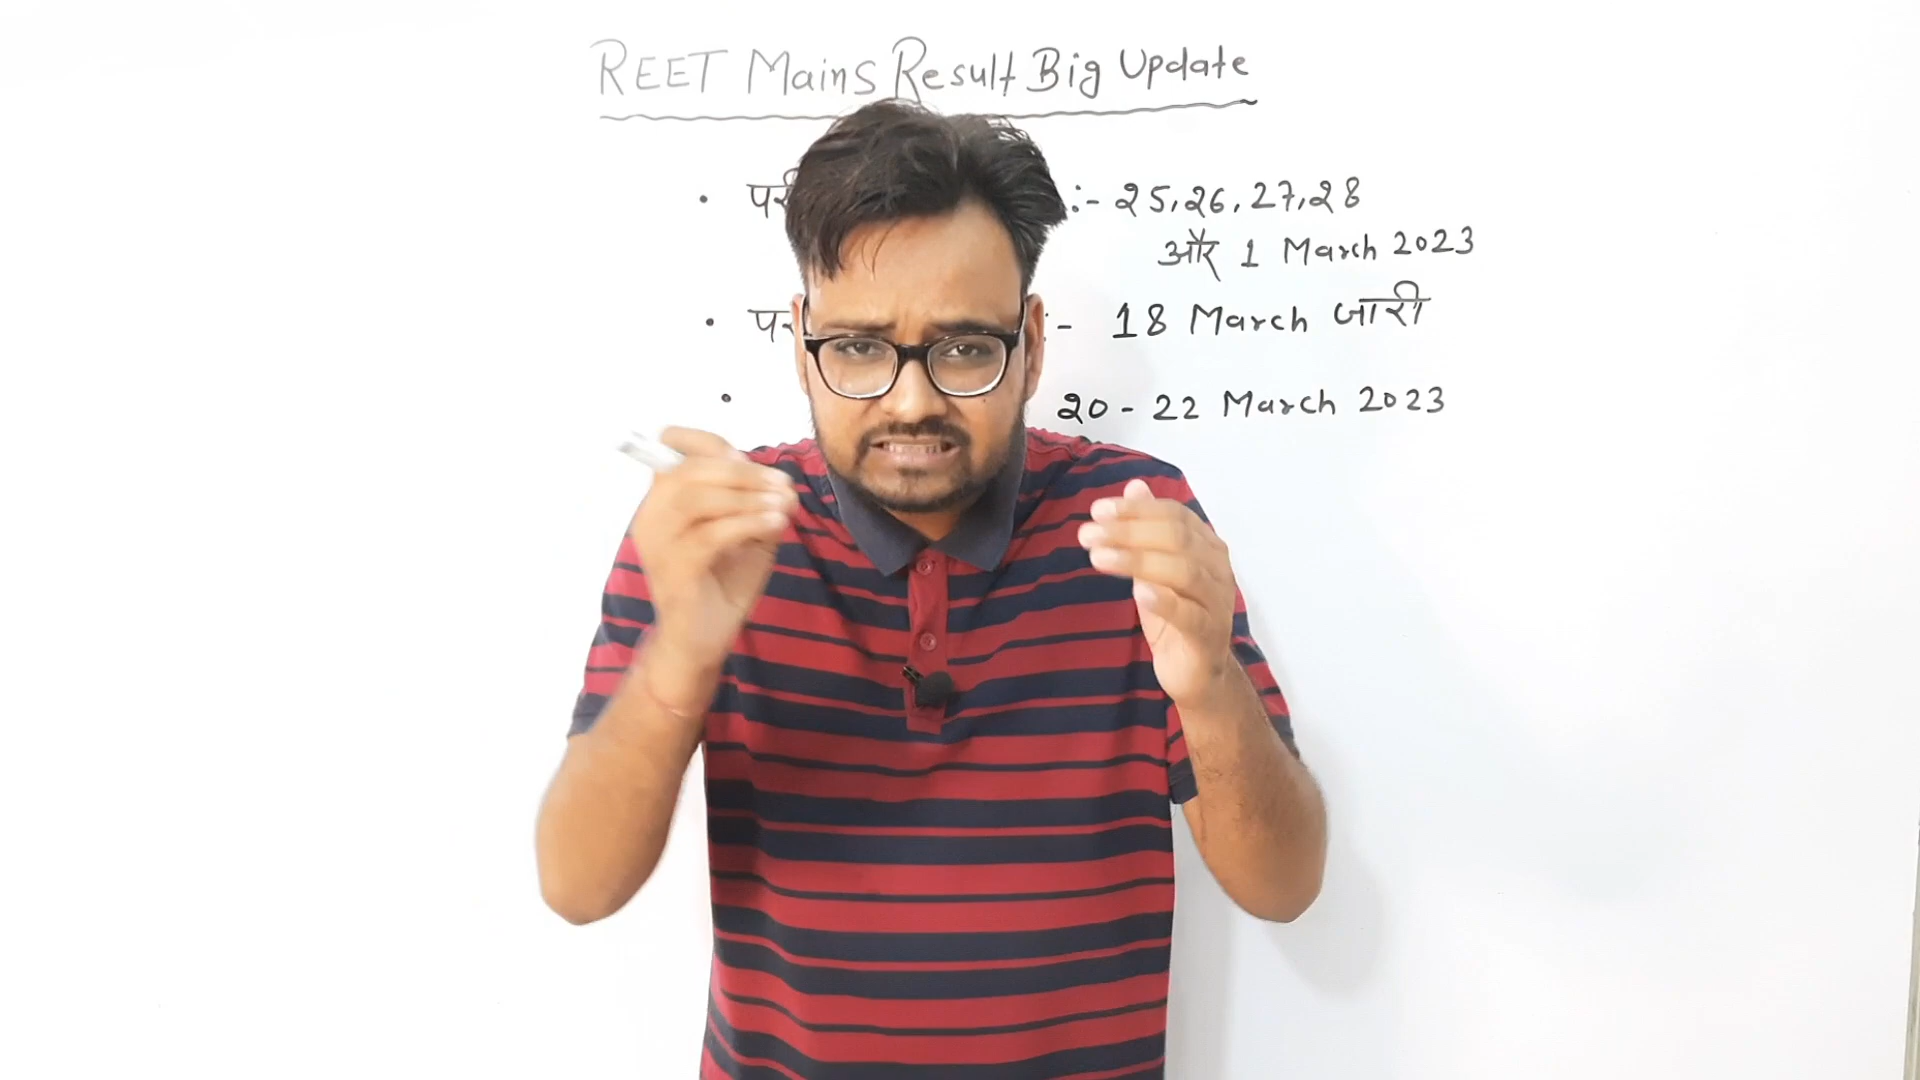 REET Mains Result Big Update
:- 25, 26, 27, 28
और 1 March 2023
:- 18 March जारी
20 - 22 March 2023